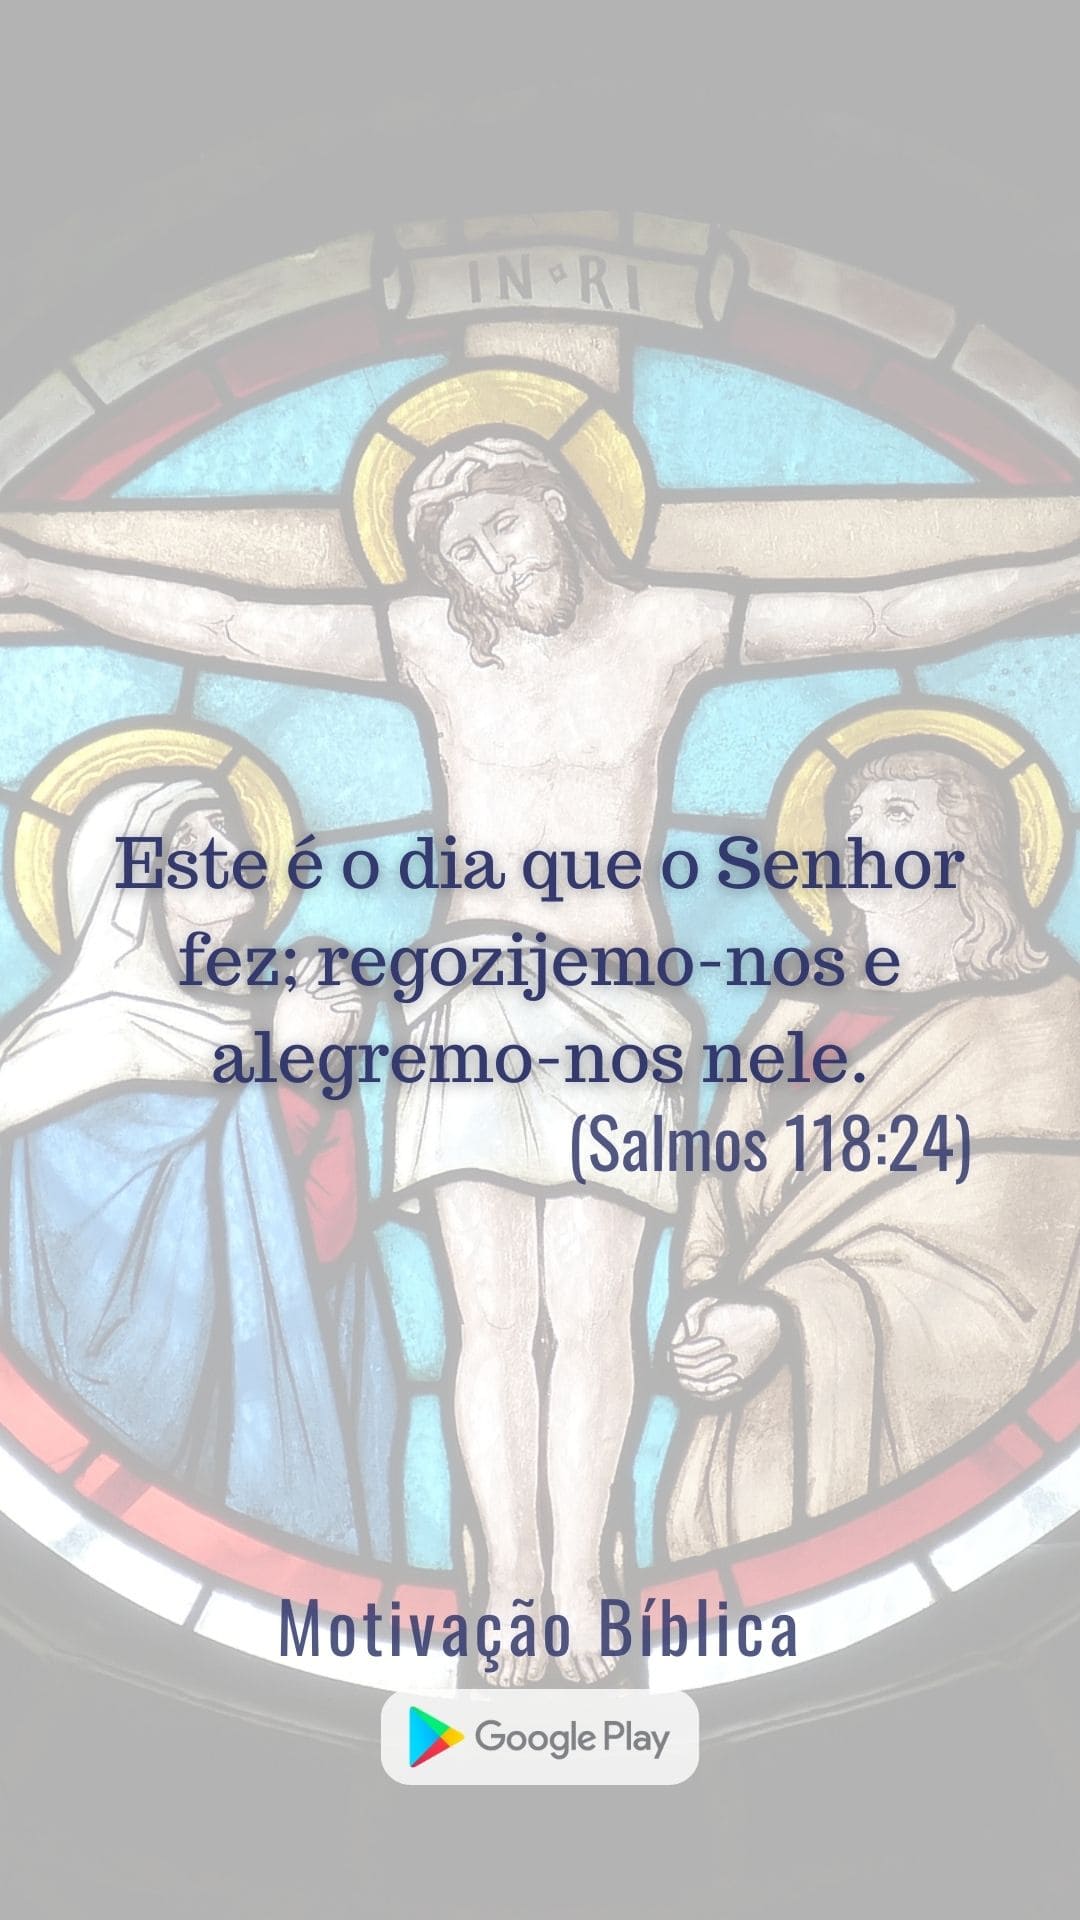 IN·RI
Este é o dia que o Senhor
fez; regozijemo-nos e
alegremo-nos nele.
(Salmos 118:24)
Motivação Bíblica
Google Play